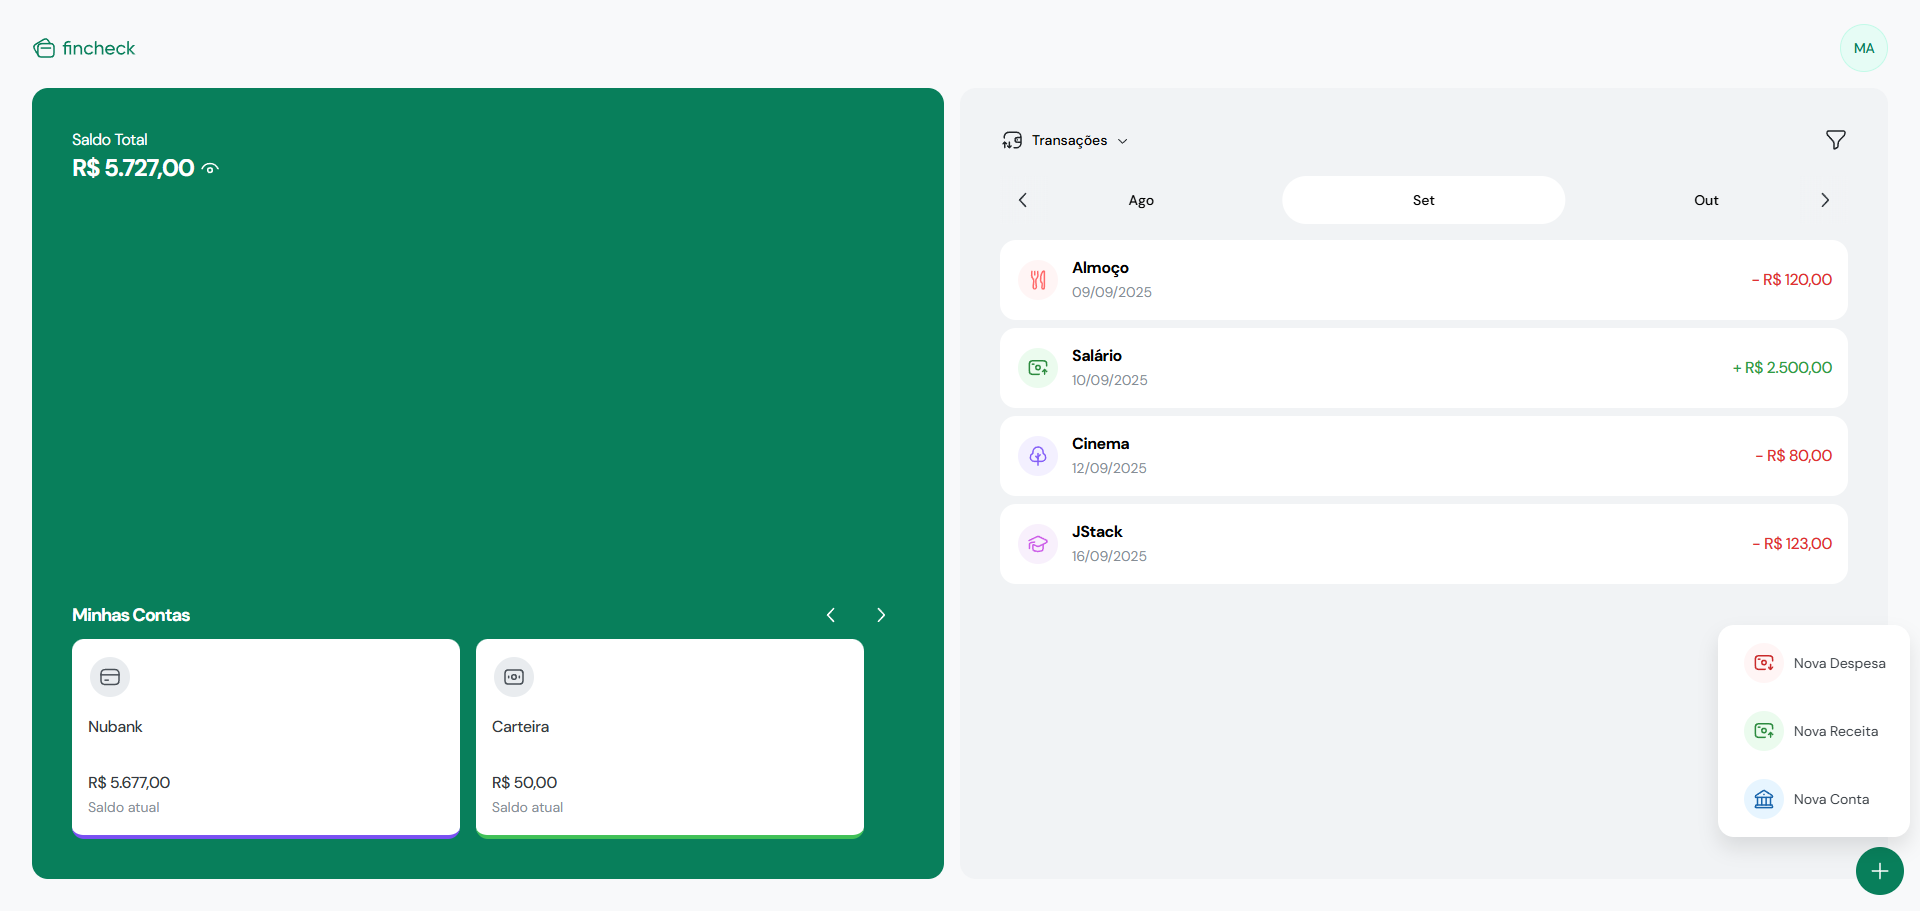 fincheck
MA
Saldo Total
R$ 5.727,00
Minhas Contas
Nubank
R$ 5.677,00
Saldo atual
Carteira
R$ 50,00
Saldo atual
Transações
Ago
Set
Out
Almoço
09/09/2025
- R$ 120,00
Salário
10/09/2025
+ R$ 2.500,00
Cinema
12/09/2025
- R$ 80,00
JStack
16/09/2025
- R$ 123,00
Nova Despesa
Nova Receita
Nova Conta